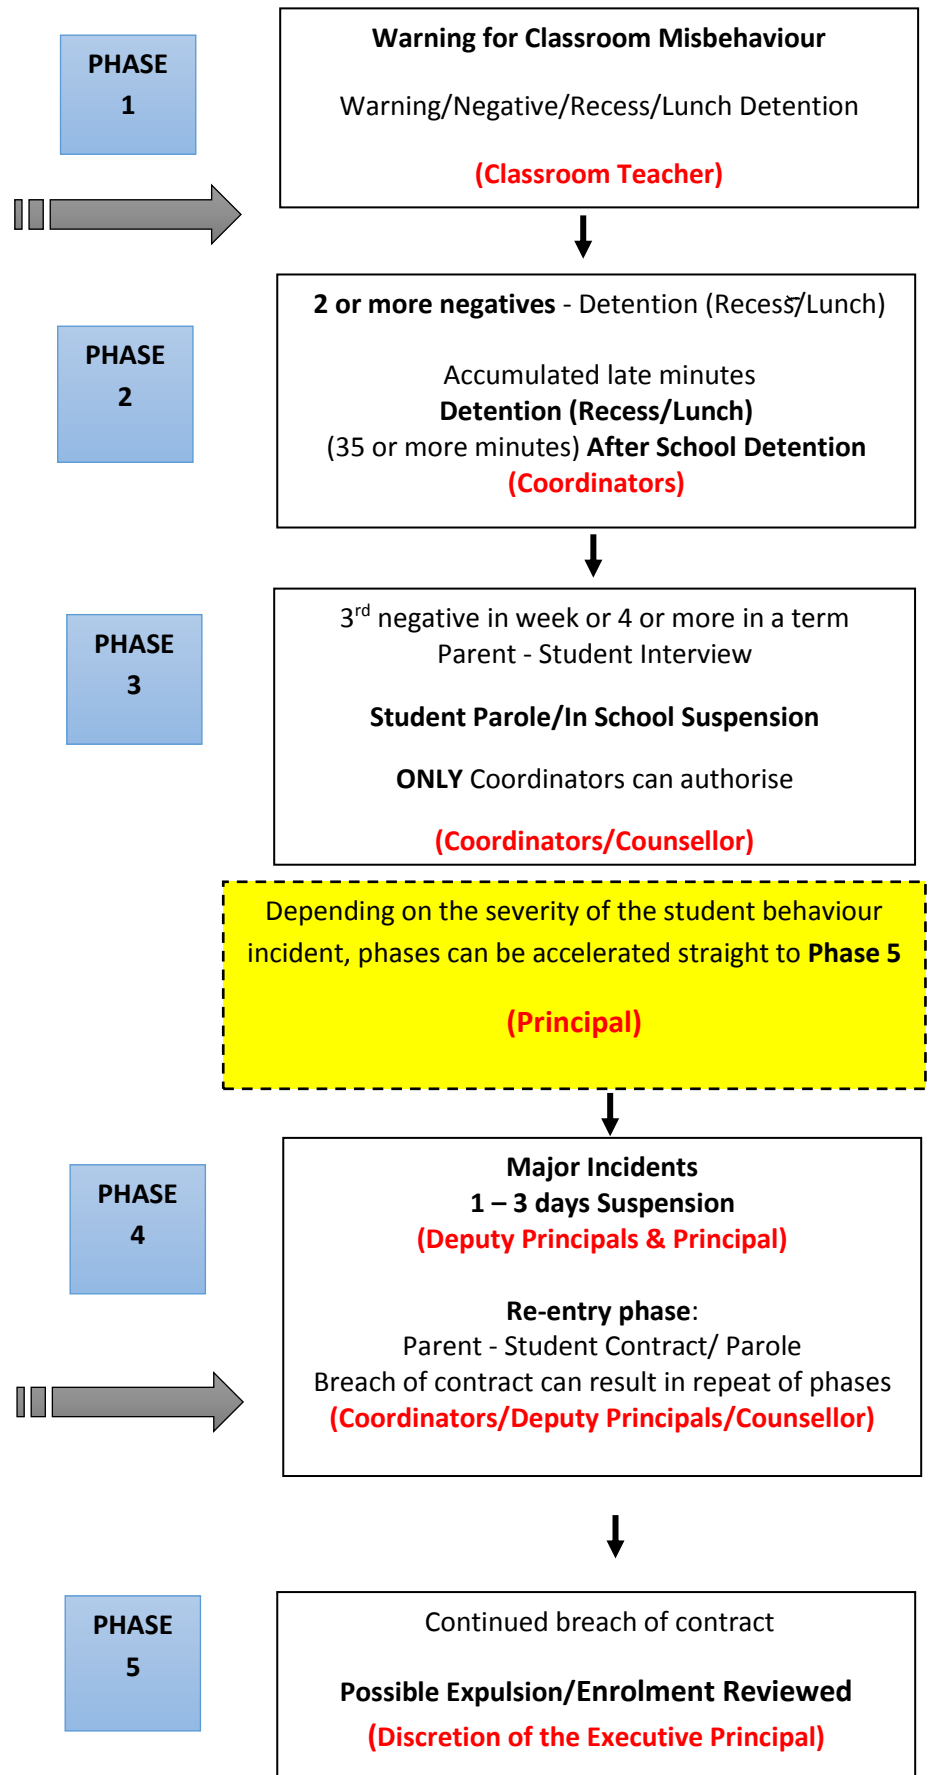 PHASE
1
Warning for Classroom Misbehaviour
Warning/Negative/Recess/Lunch Detention
(Classroom Teacher)
PHASE
2
2 or more negatives - Detention (Recess/Lunch)
Accumulated late minutes
Detention (Recess/Lunch)
(35 or more minutes) After School Detention
(Coordinators)
PHASE
3
3rd negative in week or 4 or more in a term
Parent - Student Interview
Student Parole/In School Suspension
ONLY Coordinators can authorise
(Coordinators/Counsellor)
Depending on the severity of the student behaviour
incident, phases can be accelerated straight to Phase 5
(Principal)
PHASE
4
Major Incidents
1 – 3 days Suspension
(Deputy Principals & Principal)
Re-entry phase:
Parent - Student Contract/ Parole
Breach of contract can result in repeat of phases
(Coordinators/Deputy Principals/Counsellor)
PHASE
5
Continued breach of contract
Possible Expulsion/Enrolment Reviewed
(Discretion of the Executive Principal)